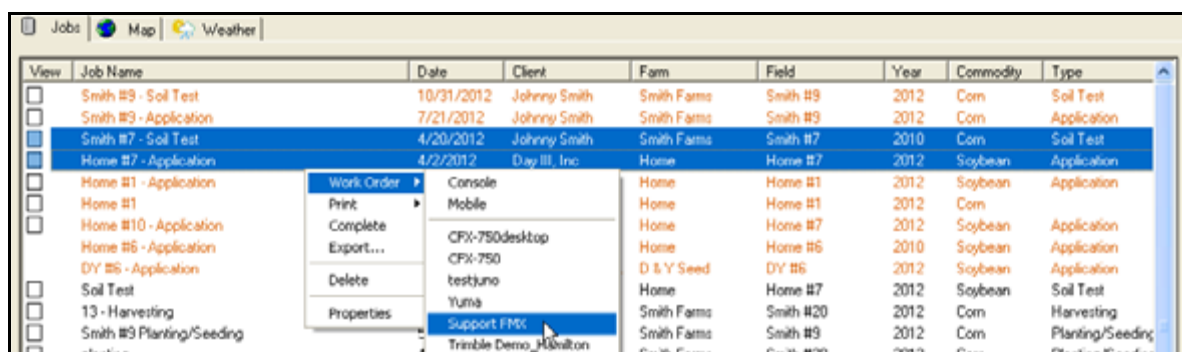 Jobs Map Weather
View Job Name Date Client Farm Field Year Commodity Type
Smith #9 - Soil Test 10/31/2012 Johnny Smith Smith Farms Smith #9 2012 Corn Soil Test
Smith #9 - Application 7/21/2012 Johnny Smith Smith Farms Smith #9 2012 Corn Application
Smith #7 - Soil Test 4/20/2012 Johnny Smith Smith Farms Smith #7 2010 Corn Soil Test
Home #7 - Application 4/2/2012 Day III, Inc Home Home #7 2012 Soybean Application
Home #1 - Application Work Order Console Home Home #1 2012 Soybean Application
Home #1 Print Mobile Home Home #1 2012 Corn
Home #10 - Application Complete CFX-750desktop Home Home #7 2012 Soybean Application
Home #6 - Application Export... CFX-750 Home Home #6 2010 Soybean Application
DY #6 - Application Delete testjuno D & Y Seed DY #6 2012 Soybean Application
Soil Test Yuma Home Home #7 2012 Soybean Soil Test
13 - Harvesting Properties Support FMX Smith Farms Smith #20 2012 Corn Harvesting
Smith #9 Planting/Seeding Trimble Demo_Hamilton Smith Farms Smith #9 2012 Corn Planting/Seeding